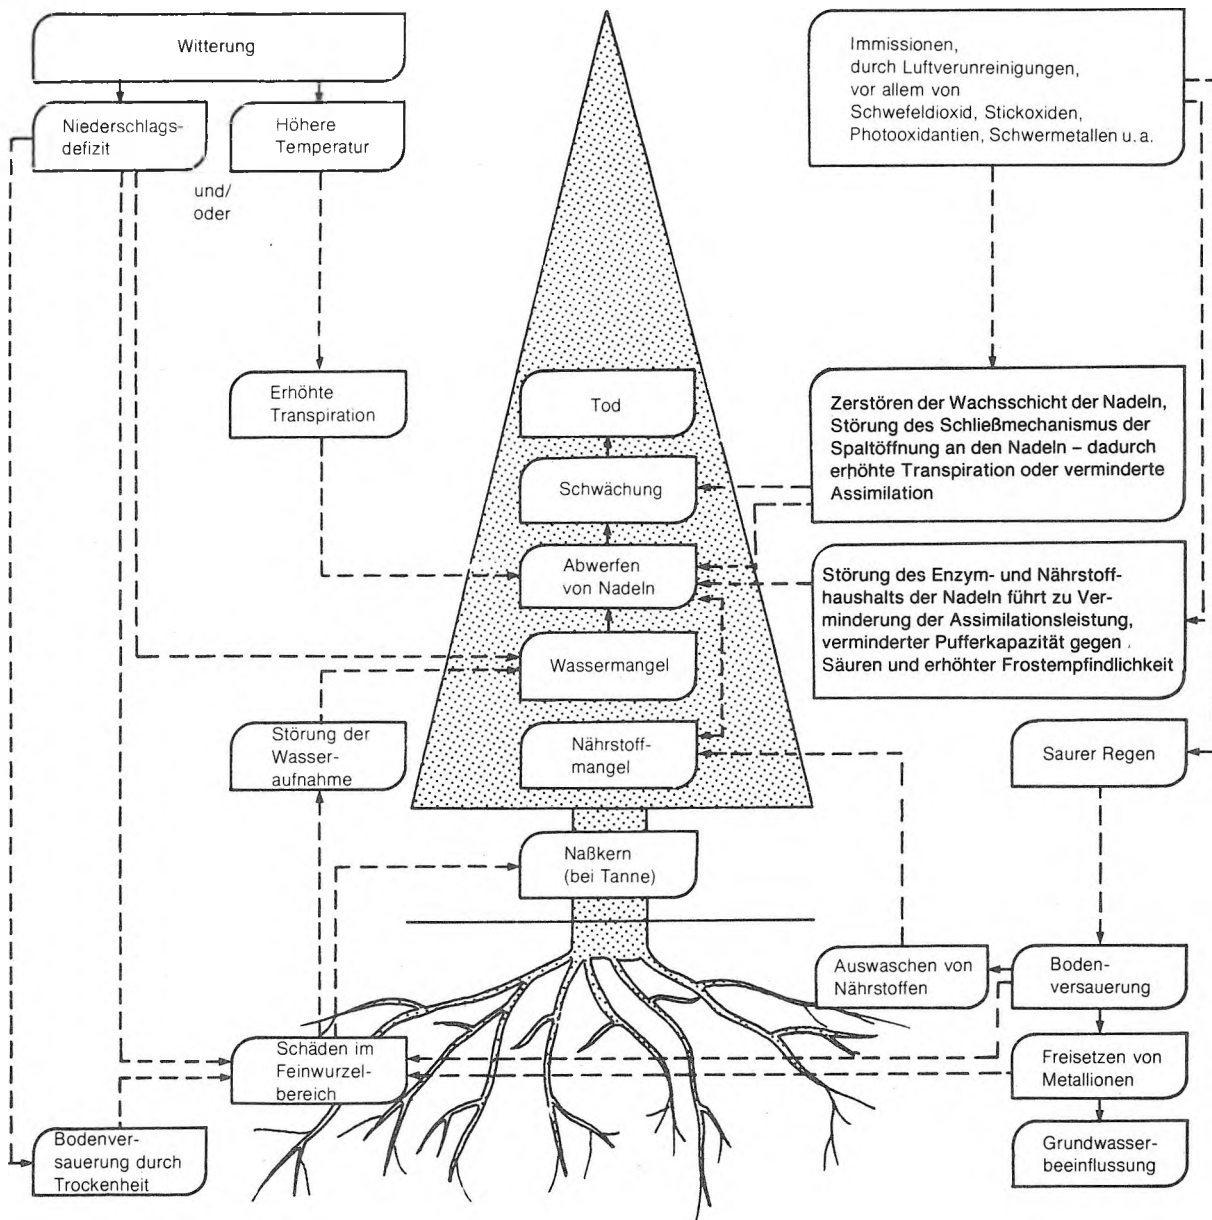 Witterung
Niederschlags-
defizit
Höhere
Temperatur
und/
oder
Immissionen,
durch Luftverunreinigungen,
vor allem von
Schwefeldioxid, Stickoxiden,
Photooxidantien, Schwermetallen u.a.
Erhöhte
Transpiration
Tod
Schwächung
Abwerfen
von Nadeln
Wassermangel
Nährstoff-
mangel
Naßkern
(bei Tanne)
Zerstören der Wachsschicht der Nadeln,
Störung des Schließmechanismus der
Spaltöffnung an den Nadeln – dadurch
erhöhte Transpiration oder verminderte
Assimilation
Störung des Enzym- und Nährstoff-
haushalts der Nadeln führt zu Ver-
minderung der Assimilationsleistung,
verminderter Pufferkapazität gegen
Säuren und erhöhter Frostempfindlichkeit
Störung der
Wasser-
aufnahme
Saurer Regen
Auswaschen von
Nährstoffen
Boden-
versauerung
Schäden im
Feinwurzel-
bereich
Freisetzen von
Metallionen
Bodenver-
sauerung durch
Trockenheit
Grundwasser-
beeinflussung